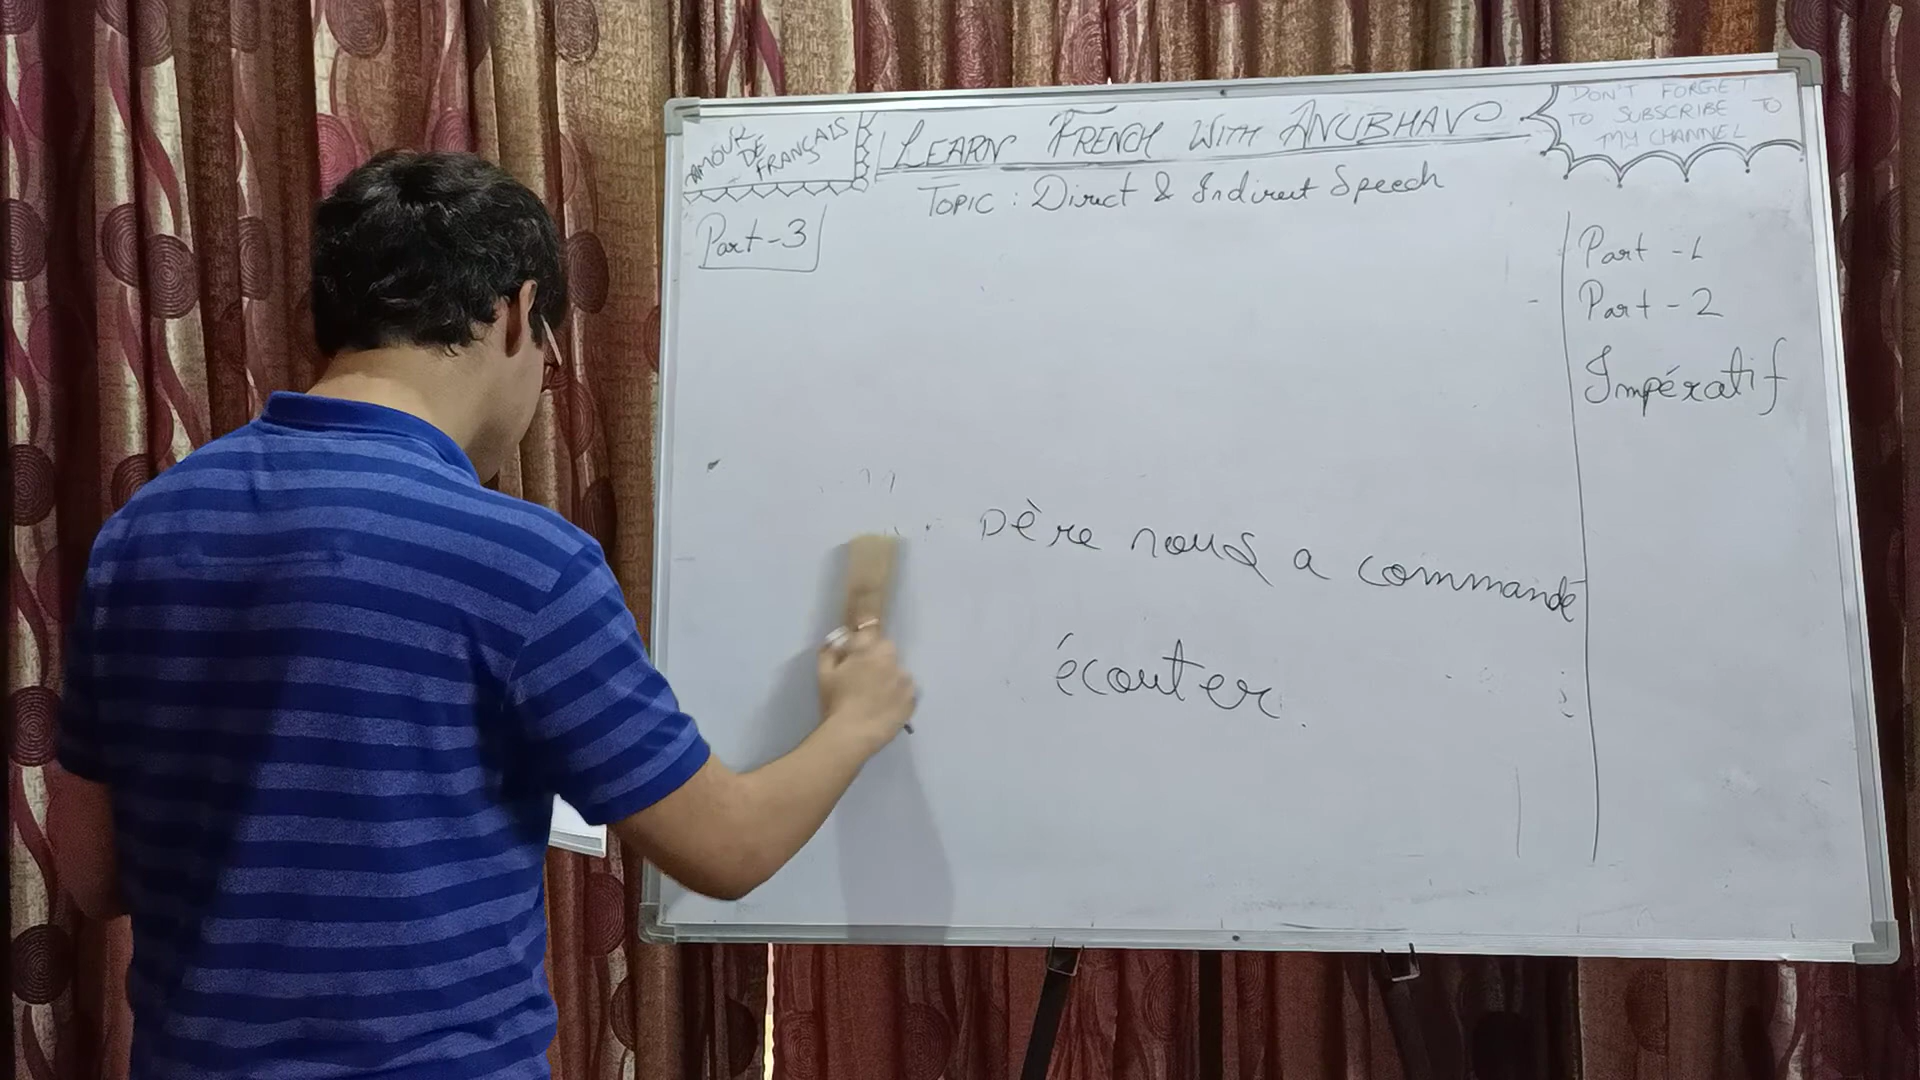 AMOUR
DE
FRANÇAIS
LEARN FRENCH WITH ANUBHAV
DON'T FORGET
TO SUBSCRIBE TO
MY CHANNEL
TOPIC : Direct & Indirect Speech
Part-3
Part - 1
Part - 2
Impératif
père nous a commandé
écouter.